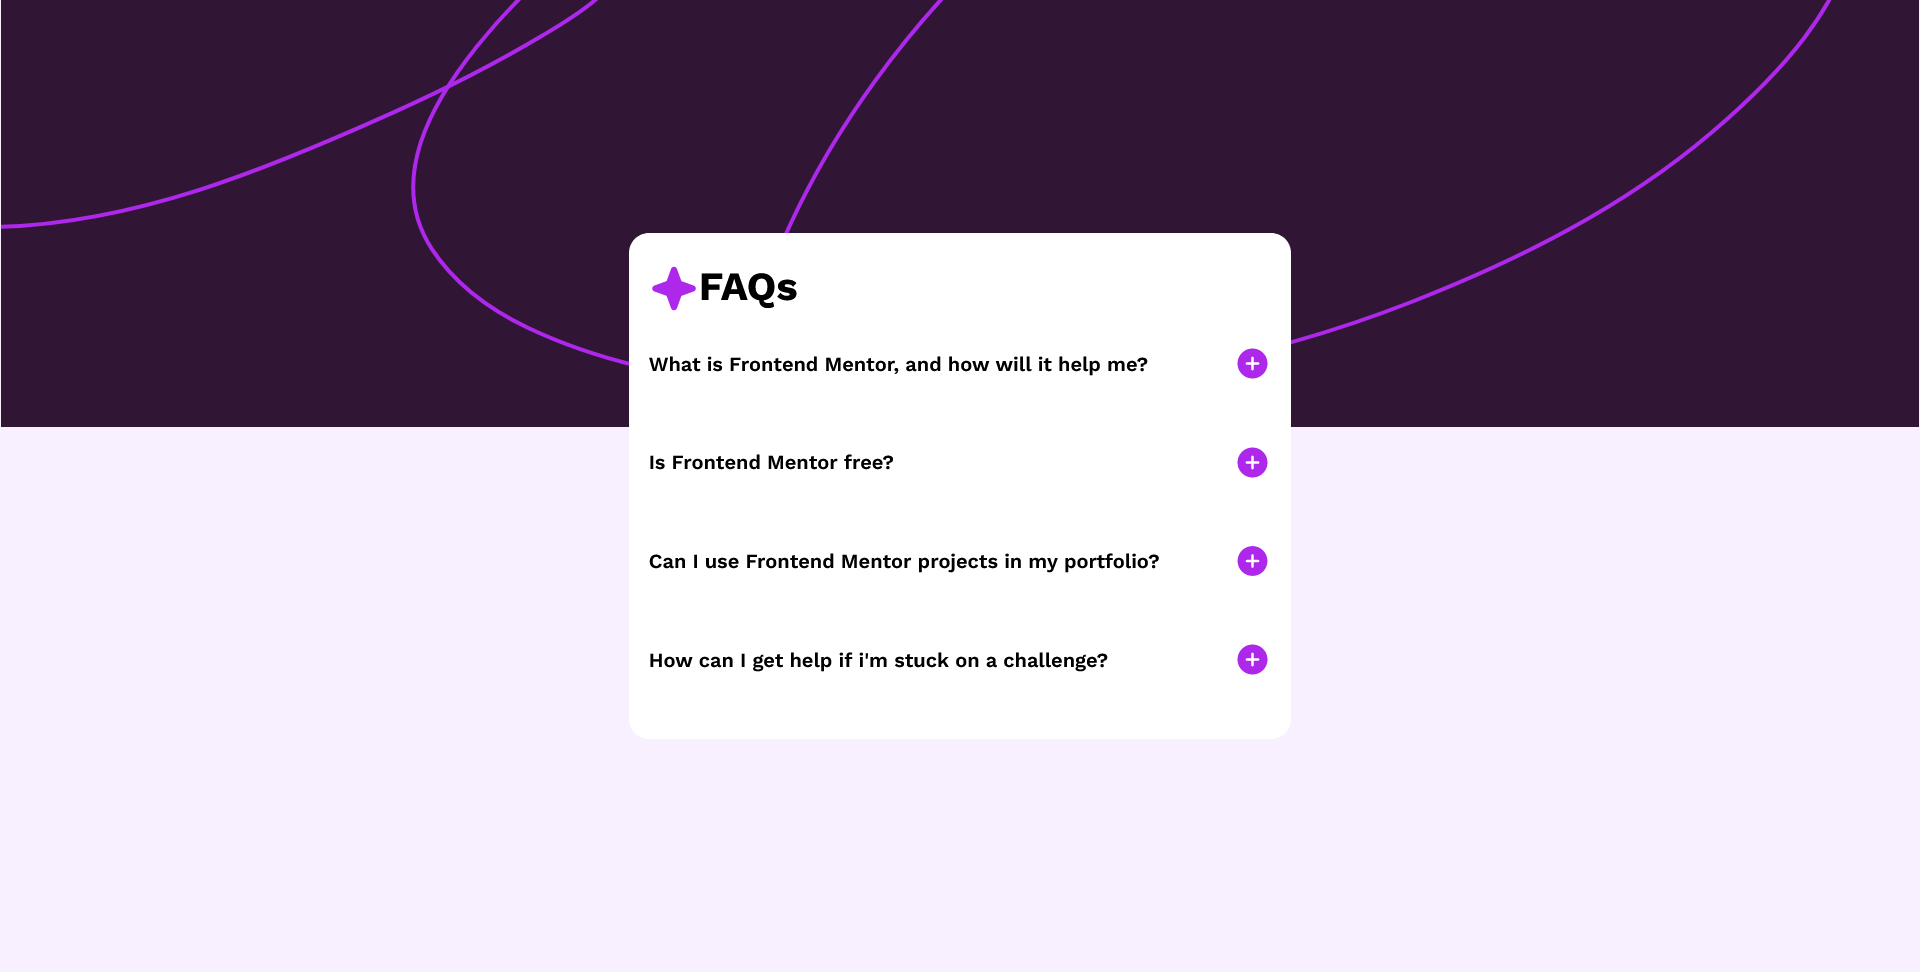 FAQs
What is Frontend Mentor, and how will it help me?
Is Frontend Mentor free?
Can I use Frontend Mentor projects in my portfolio?
How can I get help if i'm stuck on a challenge?